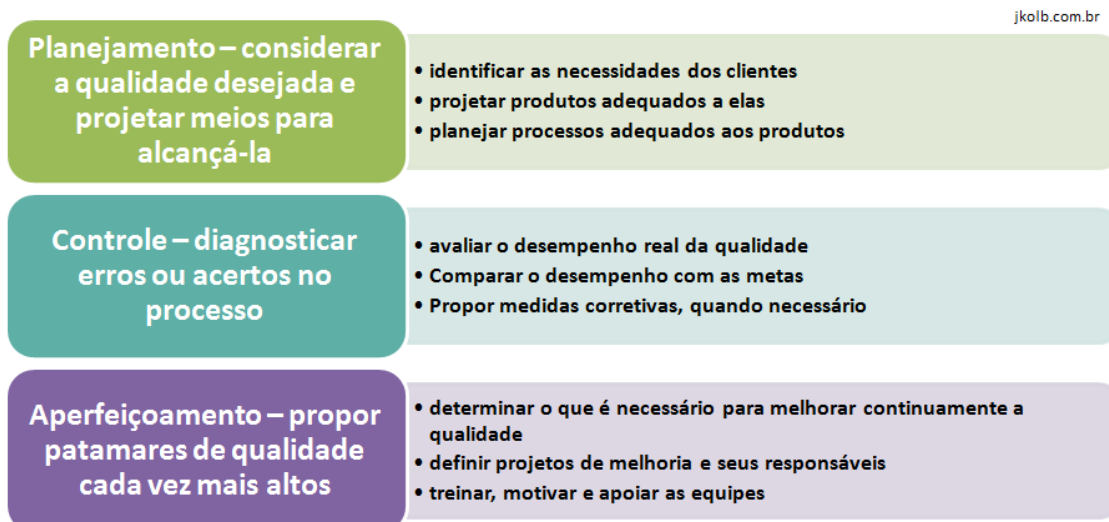 jkolb.com.br
Planejamento – considerar
a qualidade desejada e
projetar meios para
alcançá-la
• identificar as necessidades dos clientes
• projetar produtos adequados a elas
• planejar processos adequados aos produtos
Controle – diagnosticar
erros ou acertos no
processo
• avaliar o desempenho real da qualidade
• Comparar o desempenho com as metas
• Propor medidas corretivas, quando necessário
Aperfeiçoamento – propor
patamares de qualidade
cada vez mais altos
• determinar o que é necessário para melhorar continuamente a
qualidade
• definir projetos de melhoria e seus responsáveis
• treinar, motivar e apoiar as equipes